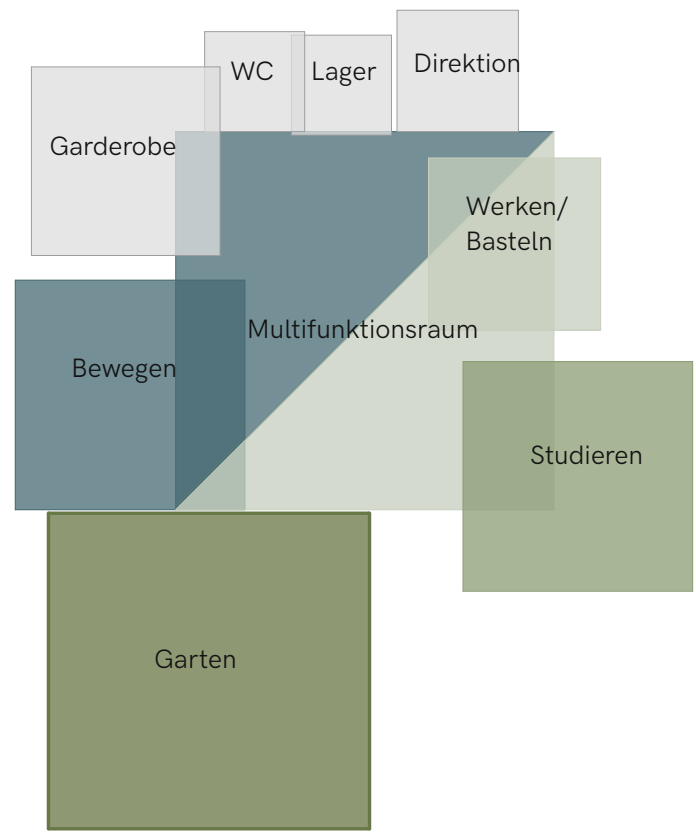 WC
Lager
Direktion
Garderobe
Werken/
Basteln
Multifunktionsraum
Bewegen
Studieren
Garten